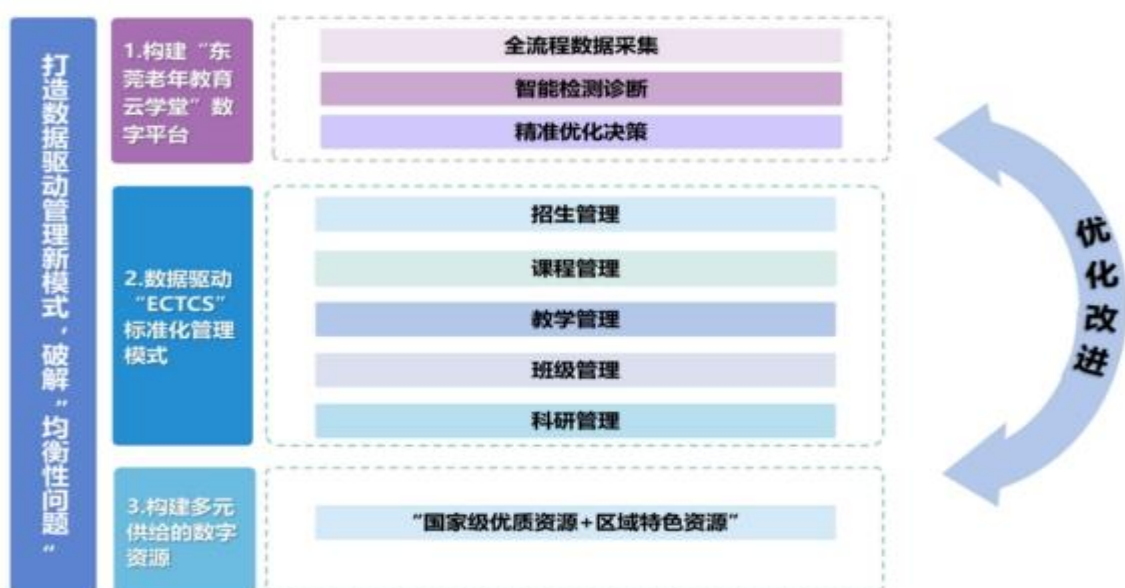 打造数据驱动管理新模式，破解“均衡性问题“
1.构建“东
莞老年教育
云学堂”数
字平台
全流程数据采集
智能检测诊断
精准优化决策
2.数据驱动
“ECTCS”
标准化管理
模式
招生管理
课程管理
教学管理
班级管理
科研管理
3.构建多元
供给的数字
资源
“国家级优质资源+区域特色资源”
优化改进